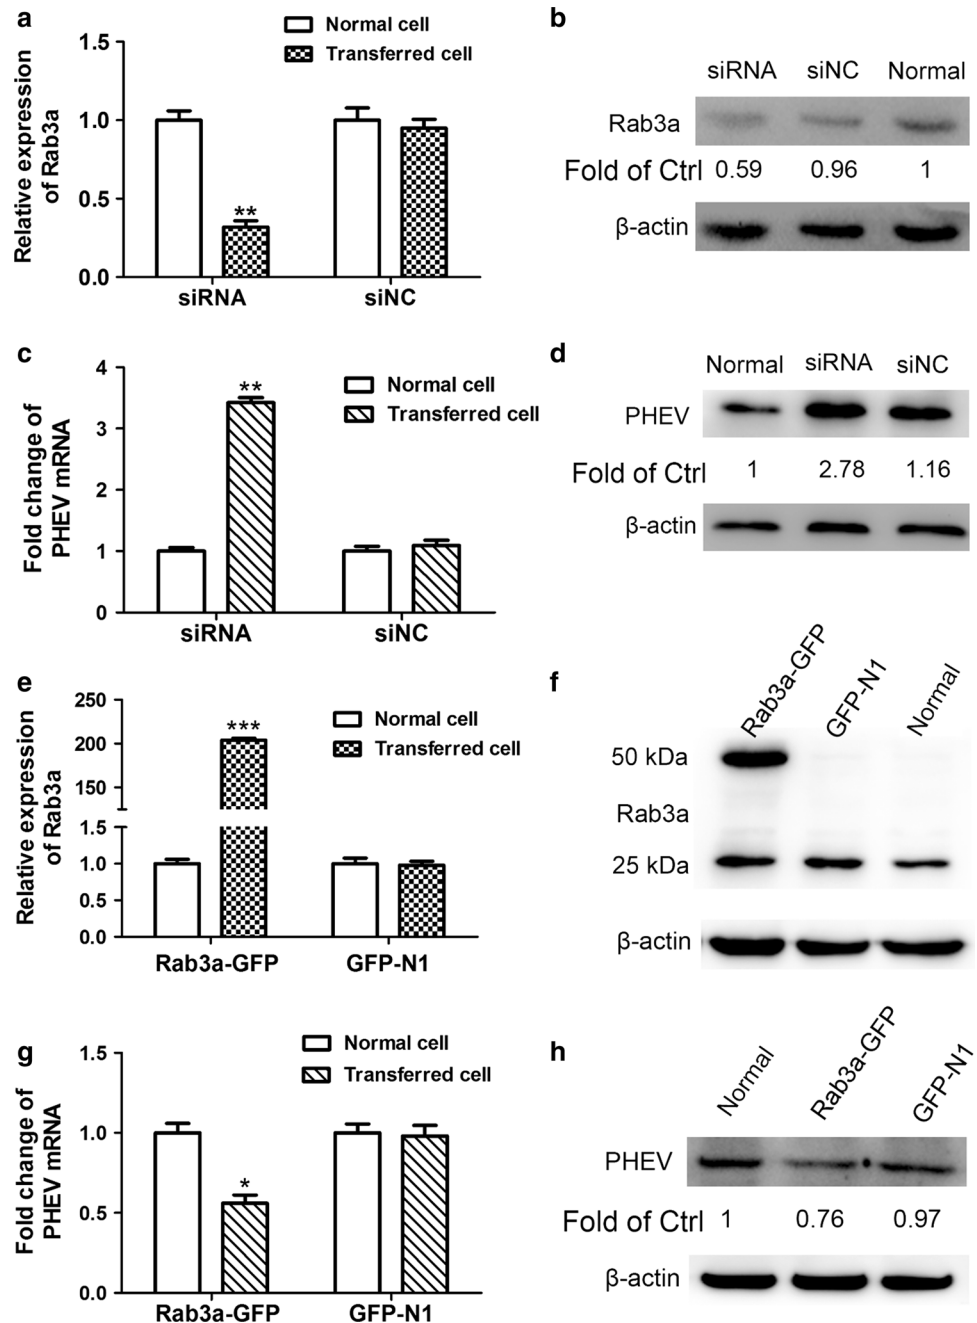 a
Normal cell
Transferred cell
Relative expression
of Rab3a
1.5
1.0
0.5
0.0
**
siRNA
siNC
b
siRNA siNC Normal
Rab3a
Fold of Ctrl 0.59 0.96 1
β-actin
c
Normal cell
Transferred cell
Fold change of
PHEV mRNA
4
3
2
1
0
**
siRNA
siNC
d
Normal siRNA siNC
PHEV
Fold of Ctrl 1 2.78 1.16
β-actin
e
Normal cell
Transferred cell
Relative expression
of Rab3a
250
200
150
1.5
1.0
0.5
0.0
***
Rab3a-GFP
GFP-N1
f
Rab3a-GFP
GFP-N1
Normal
50 kDa
Rab3a
25 kDa
β-actin
g
Normal cell
Transferred cell
Fold change of
PHEV mRNA
1.5
1.0
0.5
0.0
*
Rab3a-GFP
GFP-N1
h
Normal
Rab3a-GFP
GFP-N1
PHEV
Fold of Ctrl 1 0.76 0.97
β-actin